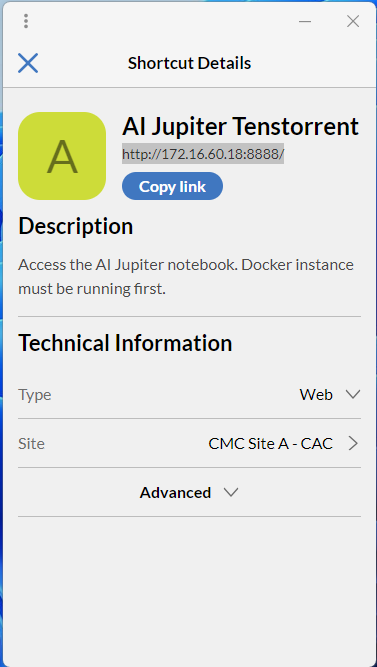 Shortcut Details
A
AI Jupiter Tenstorrent
http://172.16.60.18:8888/
Copy link
Description
Access the AI Jupiter notebook. Docker instance
must be running first.
Technical Information
Type Web
Site CMC Site A - CAC
Advanced